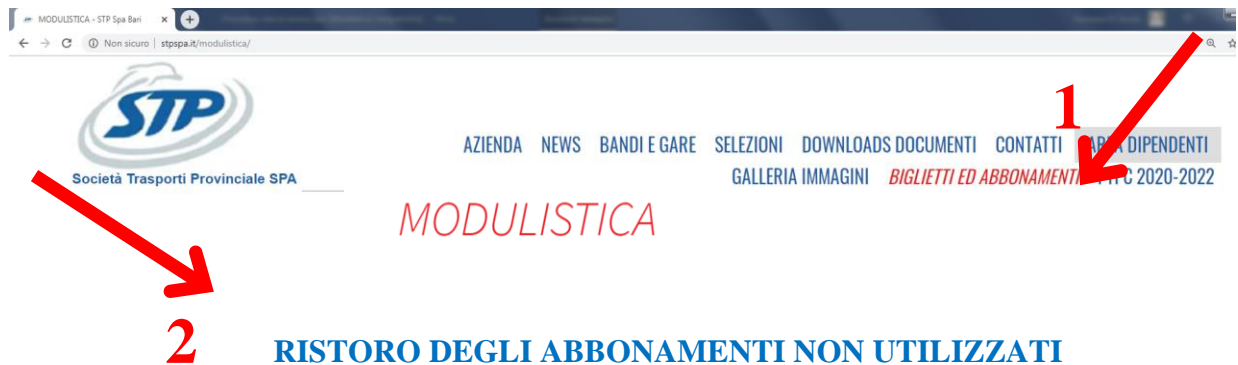 MODULISTICA - STP Spa Bari
Non sicuro | stpspa.it/modulistica/
STP
Società Trasporti Provinciale SPA
1
AZIENDA NEWS BANDI E GARE SELEZIONI DOWNLOADS DOCUMENTI CONTATTI AREA DIPENDENTI
GALLERIA IMMAGINI BIGLIETTI ED ABBONAMENTI 2020-2022
MODULISTICA
2
RISTORO DEGLI ABBONAMENTI NON UTILIZZATI